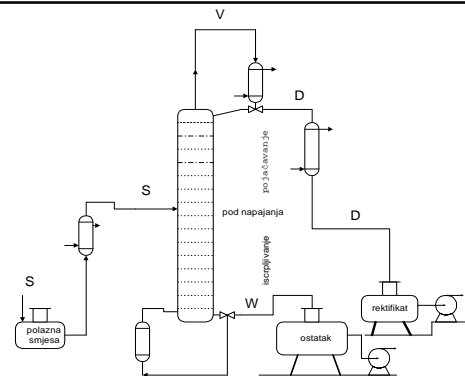 V
D
pojačavanje
S
pod napajanja
D
S
iscrpljivanje
W
rektifikat
polazna
smjesa
ostatak